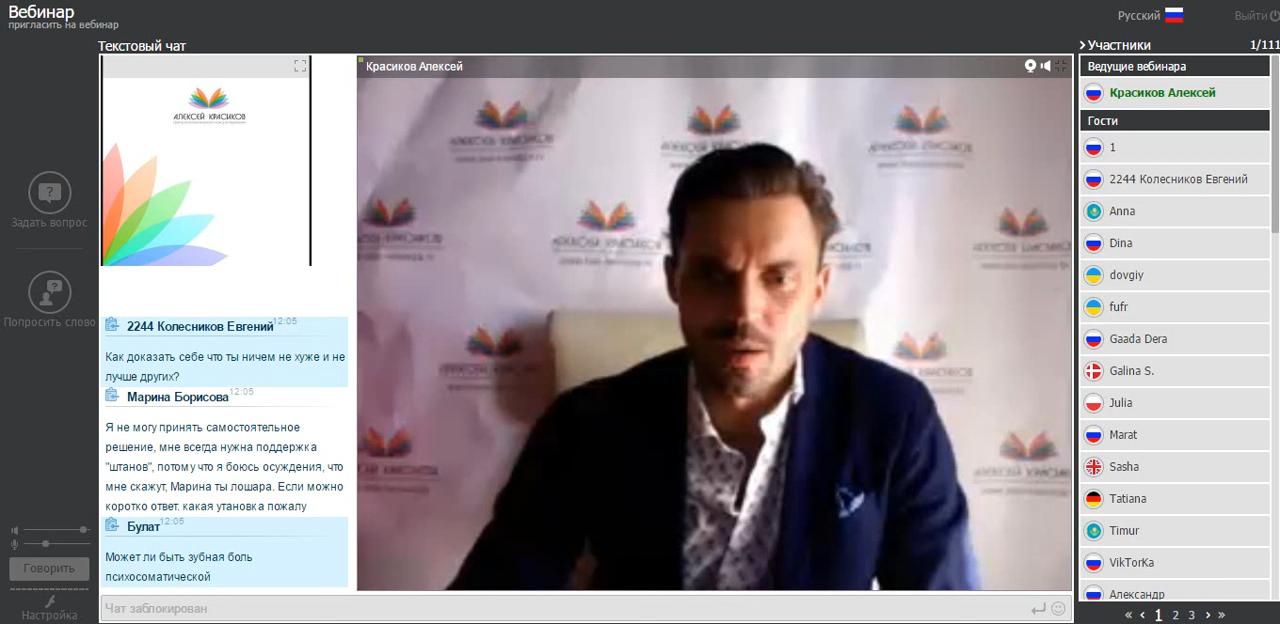 Вебинар
пригласить на вебинар
Русский
Выйти
Текстовый чат
Участники
1/111
АЛЕКСЕЙ КРАСИКОВ
Красиков Алексей
Ведущие вебинара
Красиков Алексей
Гости
1
2244 Колесников Евгений
Anna
Dina
dovgiy
fufr
Gaada Dera
Galina S.
Julia
Marat
Sasha
Tatiana
Timur
VikTorKa
Александр
« ‹ 1 2 3 › »
Задать вопрос
Попросить слово
Говорить
Настройка
2244 Колесников Евгений 12:05
Как доказать себе что ты ничем не хуже и не
лучше других?
Марина Борисова 12:05
Я не могу принять самостоятельное
решение, мне всегда нужна поддержка
"штанов", потому что я боюсь осуждения, что
мне скажут, Марина ты лошара. Если можно
коротко ответ. какая утановка пожалу
Булат 12:05
Может ли быть зубная боль
психосоматической
Чат заблокирован
АЛЕКСЕЙ КРАСИКОВ